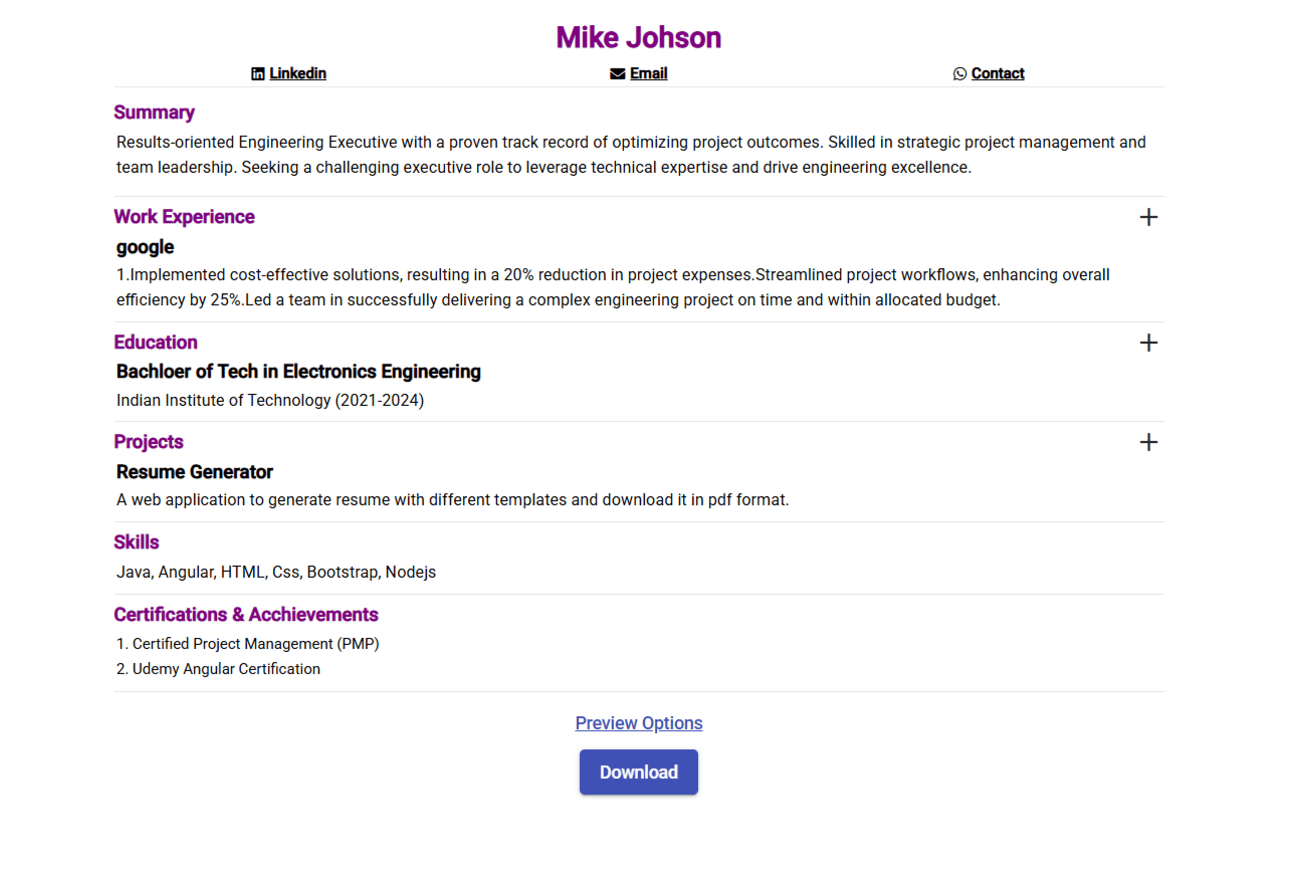 Mike Johson
Linkedin Email Contact
Summary
Results-oriented Engineering Executive with a proven track record of optimizing project outcomes. Skilled in strategic project management and
team leadership. Seeking a challenging executive role to leverage technical expertise and drive engineering excellence.
Work Experience
google
1.Implemented cost-effective solutions, resulting in a 20% reduction in project expenses.Streamlined project workflows, enhancing overall
efficiency by 25%.Led a team in successfully delivering a complex engineering project on time and within allocated budget.
Education
Bachloer of Tech in Electronics Engineering
Indian Institute of Technology (2021-2024)
Projects
Resume Generator
A web application to generate resume with different templates and download it in pdf format.
Skills
Java, Angular, HTML, Css, Bootstrap, Nodejs
Certifications & Acchievements
1. Certified Project Management (PMP)
2. Udemy Angular Certification
Preview Options
Download